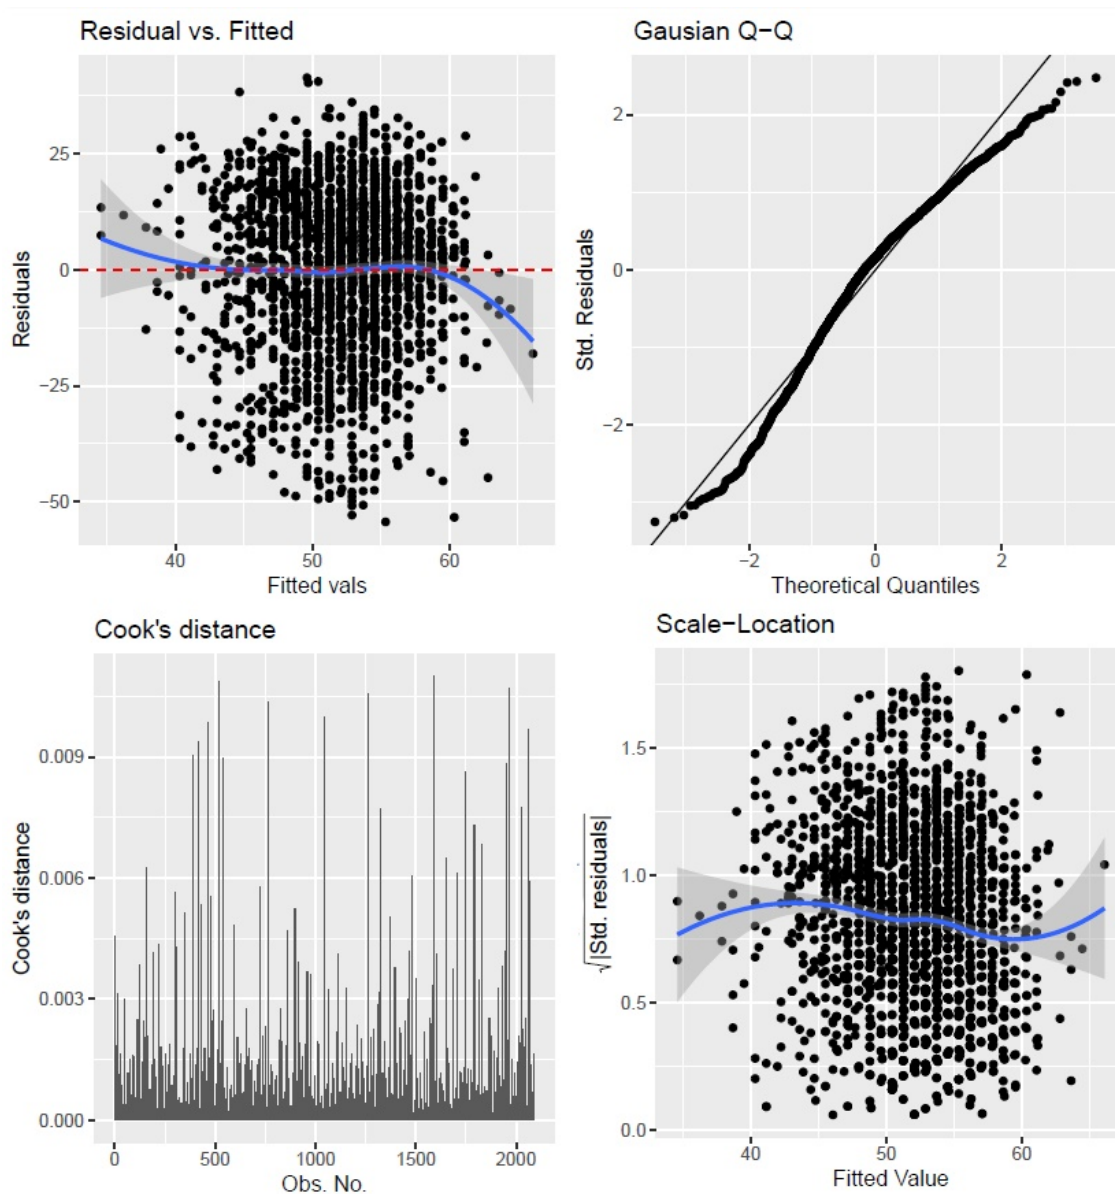 Residual vs. Fitted
Residuals
25
0
−25
−50
40
50
60
Fitted vals
Gausian Q−Q
Std. Residuals
2
0
−2
−2
0
2
Theoretical Quantiles
Cook's distance
Cook's distance
0.009
0.006
0.003
0.000
0
500
1000
1500
2000
Obs. No.
Scale−Location
√|Std. residuals|
1.5
1.0
0.5
0.0
40
50
60
Fitted Value